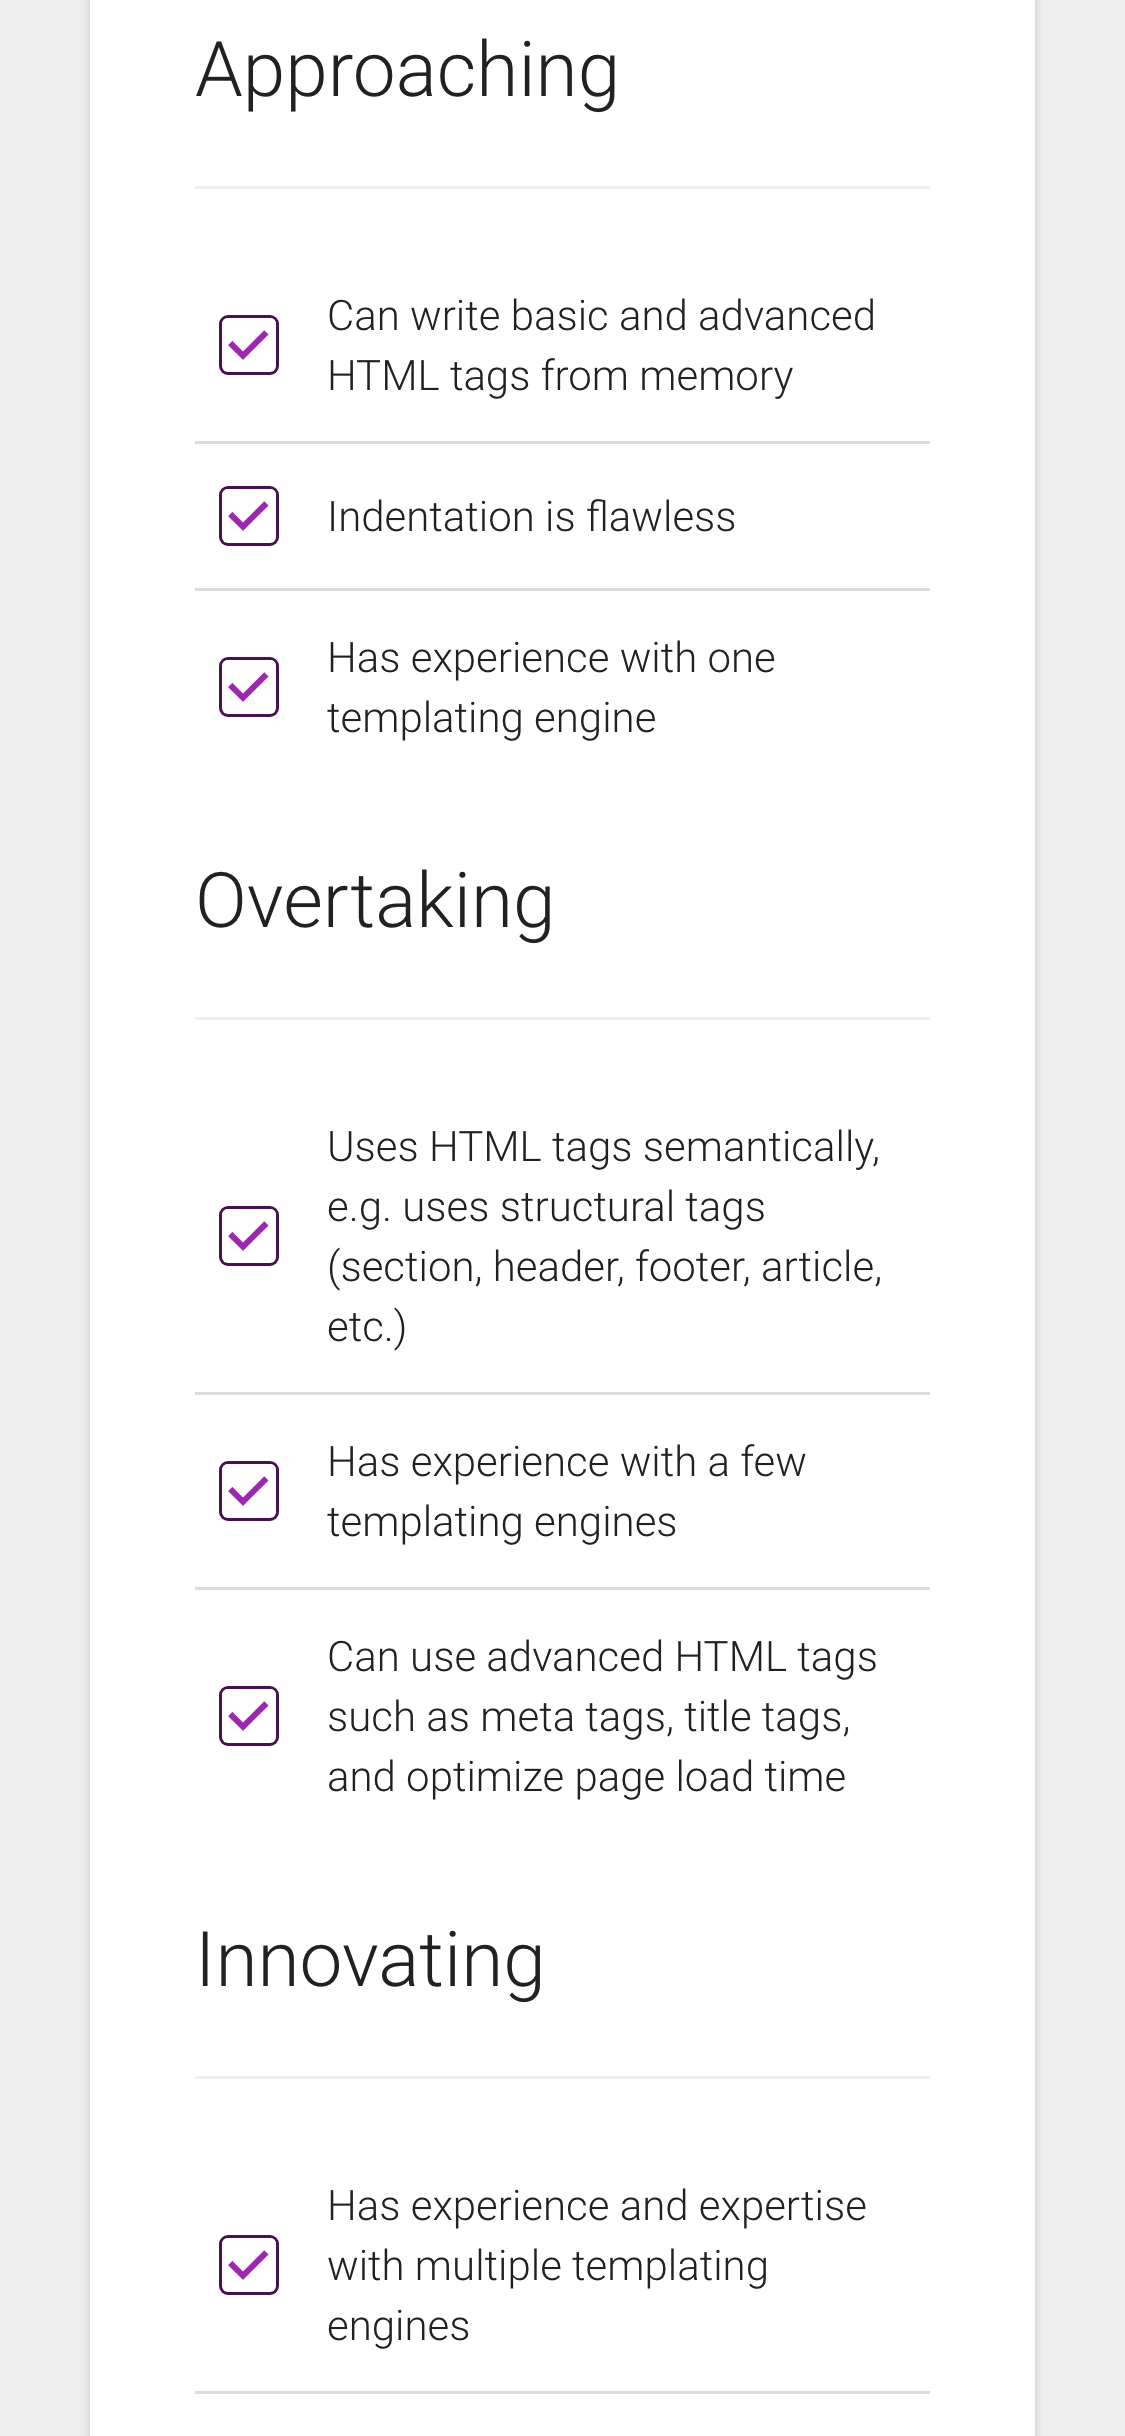 Approaching
Can write basic and advanced
HTML tags from memory
Indentation is flawless
Has experience with one
templating engine
Overtaking
Uses HTML tags semantically,
e.g. uses structural tags
(section, header, footer, article,
etc.)
Has experience with a few
templating engines
Can use advanced HTML tags
such as meta tags, title tags,
and optimize page load time
Innovating
Has experience and expertise
with multiple templating
engines